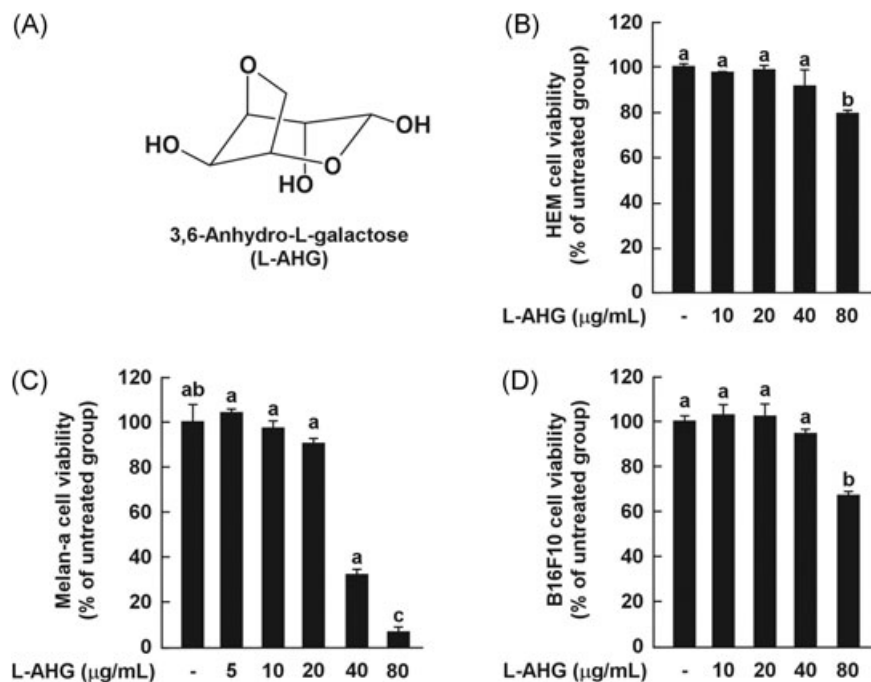 (A)
O
HO
HO
O
OH
3,6-Anhydro-L-galactose
(L-AHG)
(B)
HEM cell viability
(% of untreated group)
120
100
80
60
40
20
0
a a a a b
L-AHG (μg/mL) - 10 20 40 80
(C)
Melan-a cell viability
(% of untreated group)
120
100
80
60
40
20
0
ab a a a a c
L-AHG (μg/mL) - 5 10 20 40 80
(D)
B16F10 cell viability
(% of untreated group)
120
100
80
60
40
20
0
a a a a b
L-AHG (μg/mL) - 10 20 40 80